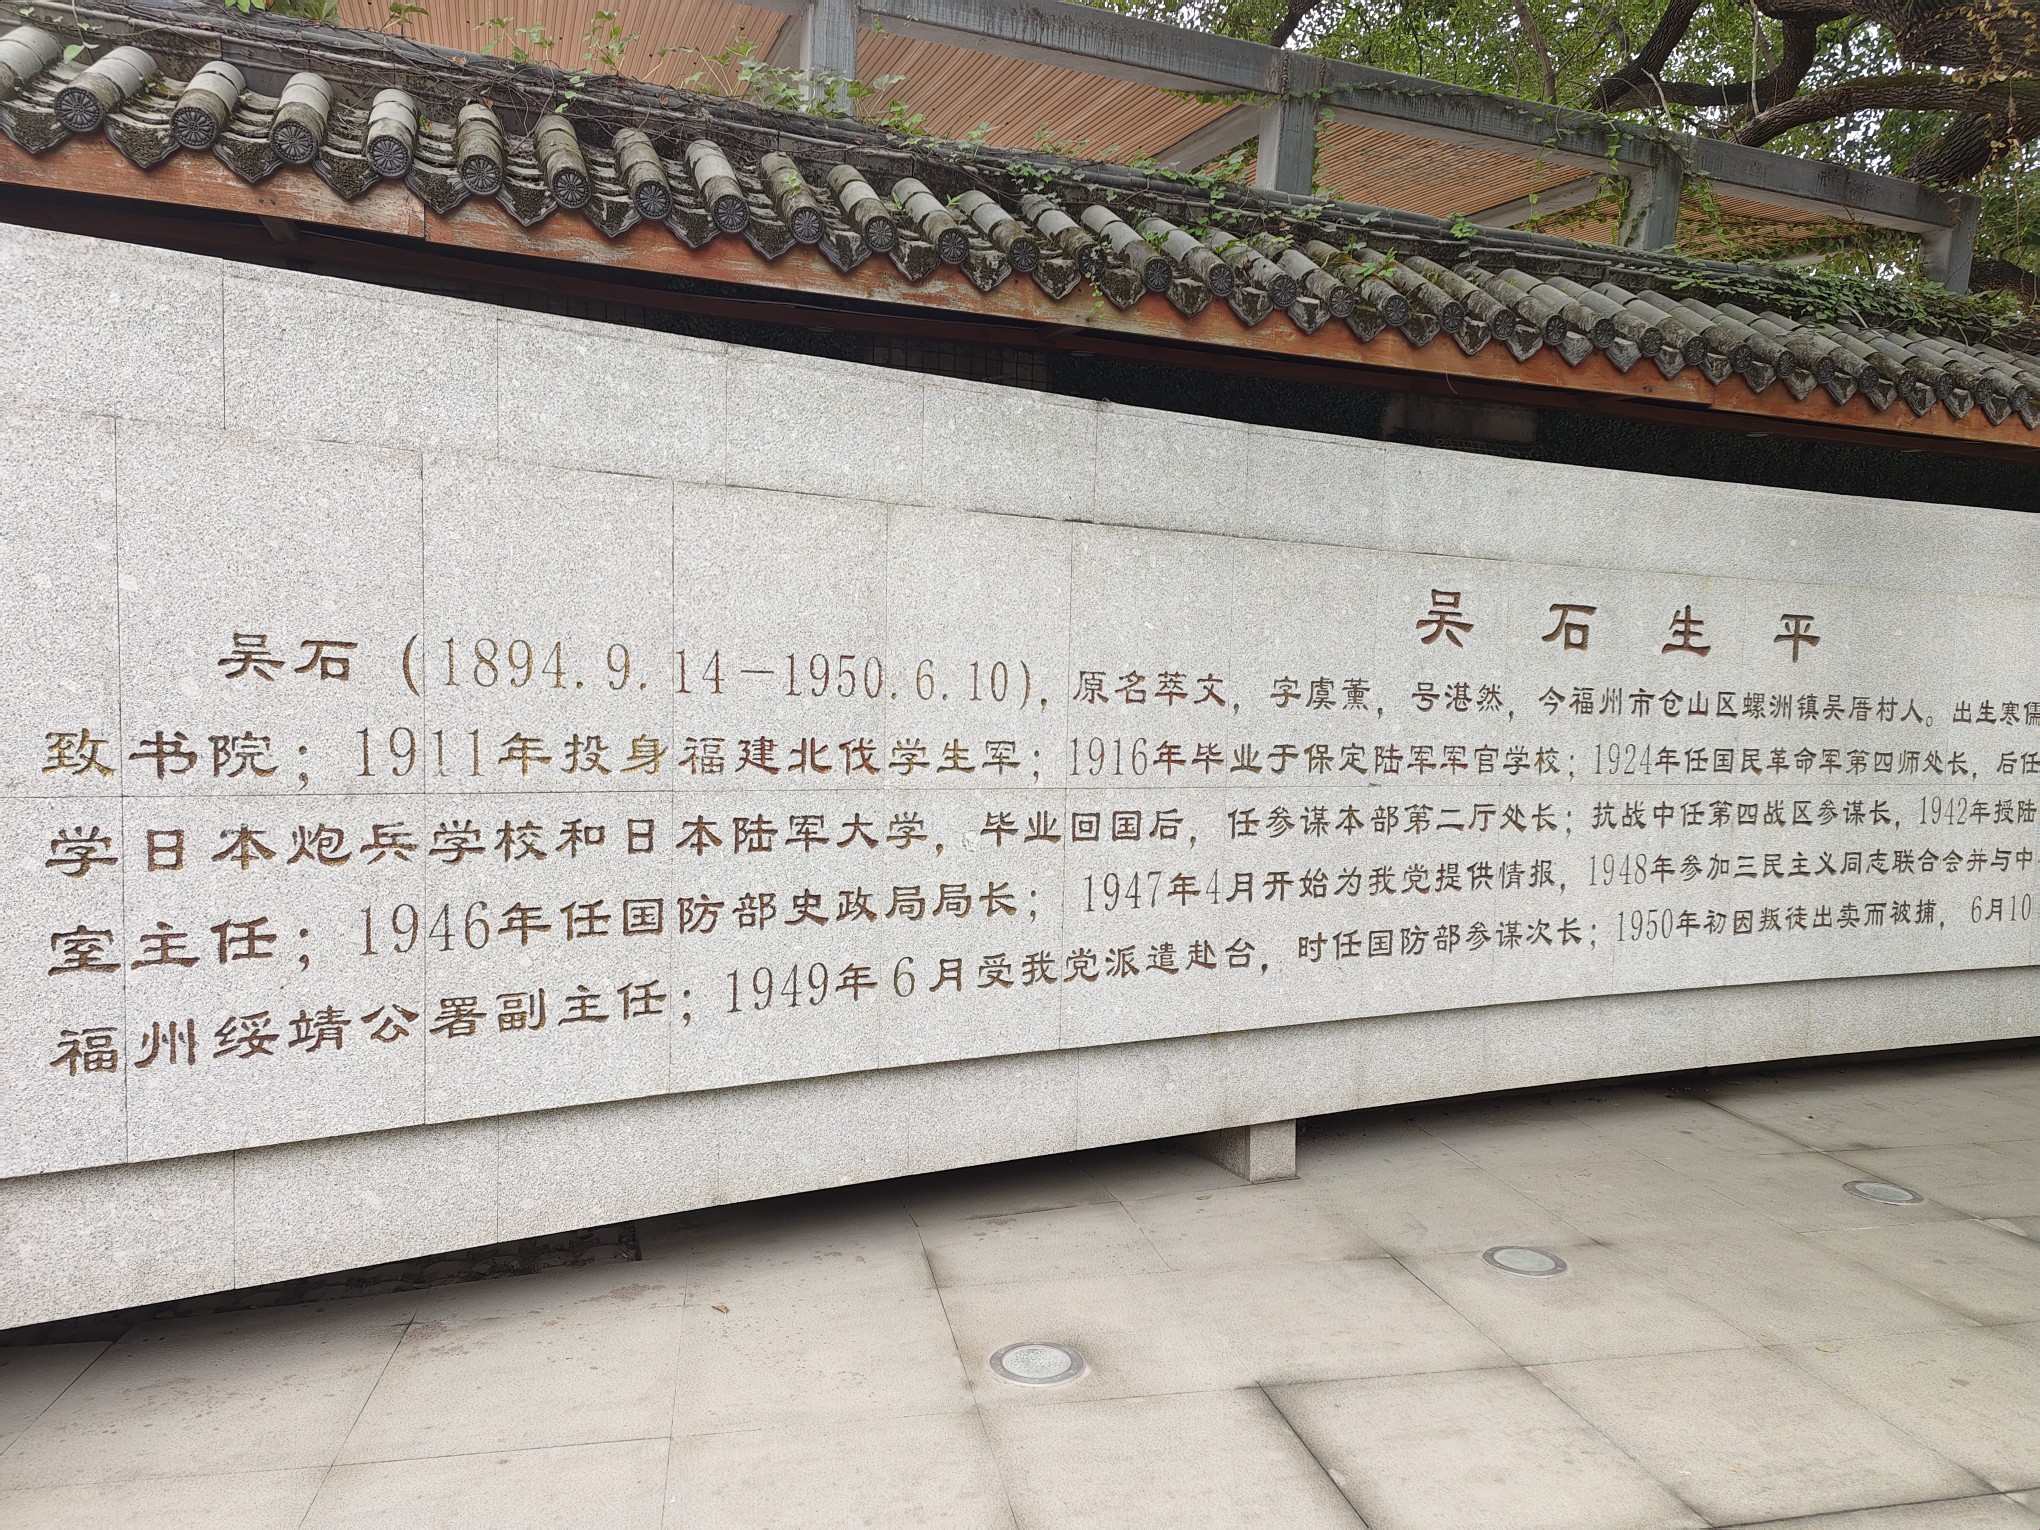 吴石生平
吴石（1894.9.14－1950.6.10），原名萃文，字虞薰，号湛然，今福州市仓山区螺洲镇吴厝村人。出生寒儒
致书院；1911年投身福建北伐学生军；1916年毕业于保定陆军军官学校；1924年任国民革命军第四师处长，后任
学日本炮兵学校和日本陆军大学，毕业回国后，任参谋本部第二厅处长；抗战中任第四战区参谋长，1942年授陆
室主任；1946年任国防部史政局局长；1947年4月开始为我党提供情报，1948年参加三民主义同志联合会并与中
福州绥靖公署副主任；1949年6月受我党派遣赴台，时任国防部参谋次长；1950年初因叛徒出卖而被捕，6月10